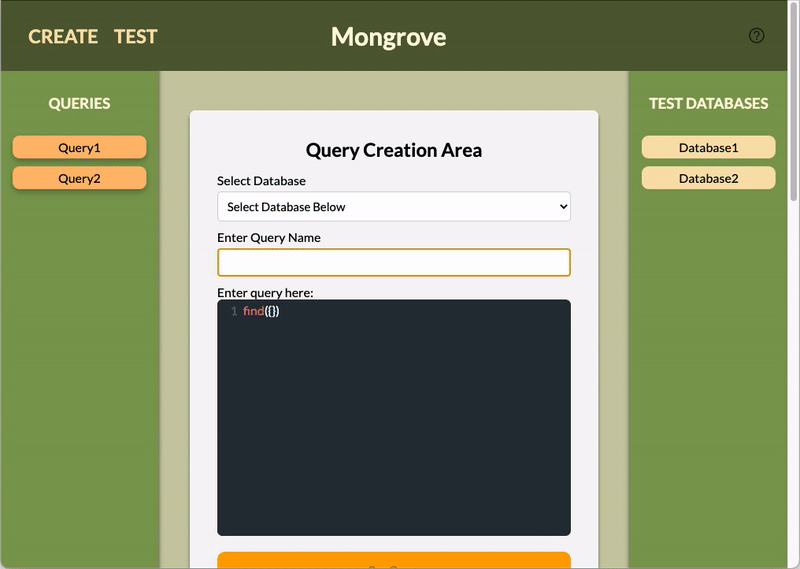 CREATE TEST Mongrove ?
QUERIES
Query1
Query2
Query Creation Area
Select Database
Select Database Below
Enter Query Name
Enter query here:
1 find({})
TEST DATABASES
Database1
Database2